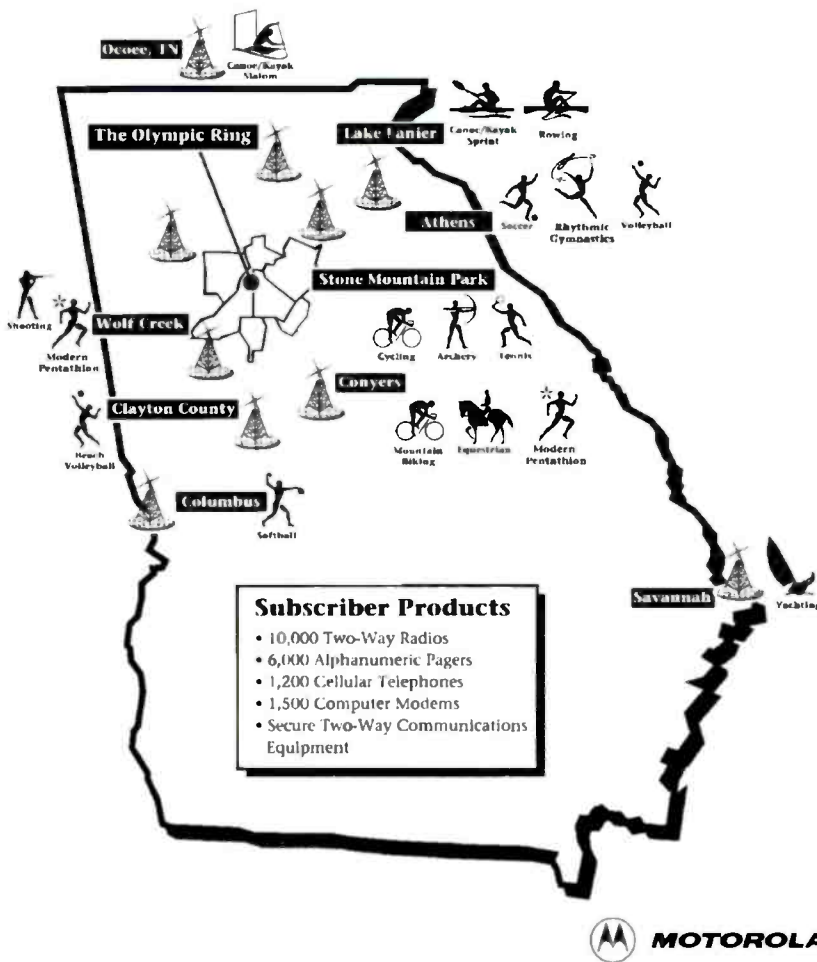 Ocoee, TN
Canoe/Kayak
Slalom
The Olympic Ring
Lake Lanier
Canoe/Kayak
Sprint
Rowing
Athens
Soccer
Rhythmic
Gymnastics
Volleyball
Stone Mountain Park
Shooting
Modern
Pentathlon
Wolf Creek
Cycling
Archery
Tennis
Conyers
Clayton County
Beach
Volleyball
Mountain
Biking
Equestrian
Modern
Pentathlon
Columbus
Softball
Savannah
Yachting
Subscriber Products
• 10,000 Two-Way Radios
• 6,000 Alphanumeric Pagers
• 1,200 Cellular Telephones
• 1,500 Computer Modems
• Secure Two-Way Communications
Equipment
MOTOROLA